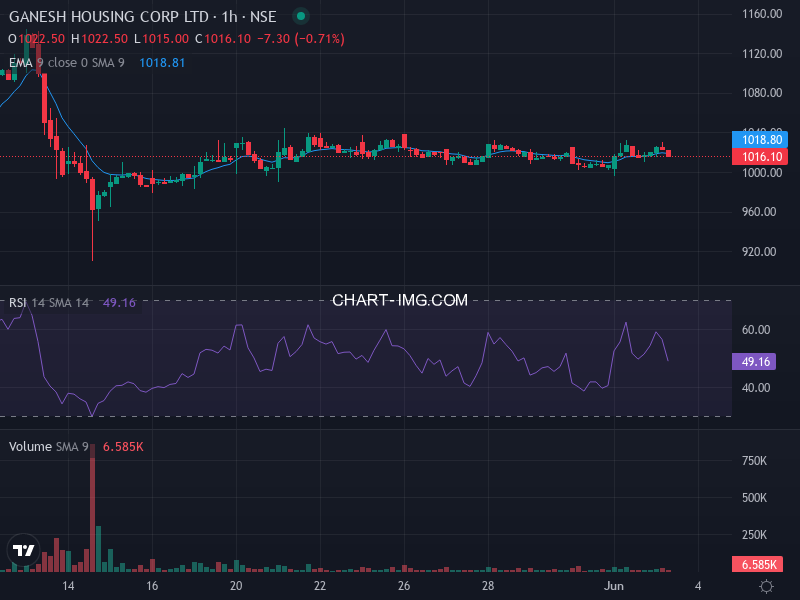 GANESH HOUSING CORP LTD · 1h · NSE
O1022.50 H1022.50 L1015.00 C1016.10 −7.30 (−0.71%)
EMA 9 close 0 SMA 9 1018.81
1160.00
1120.00
1080.00
1040.00
1018.80
1016.10
1000.00
960.00
920.00
RSI 14 SMA 14 49.16
CHART-IMG.COM
60.00
49.16
40.00
Volume SMA 9 6.585K
750K
500K
250K
6.585K
14 16 20 22 26 28 Jun 4